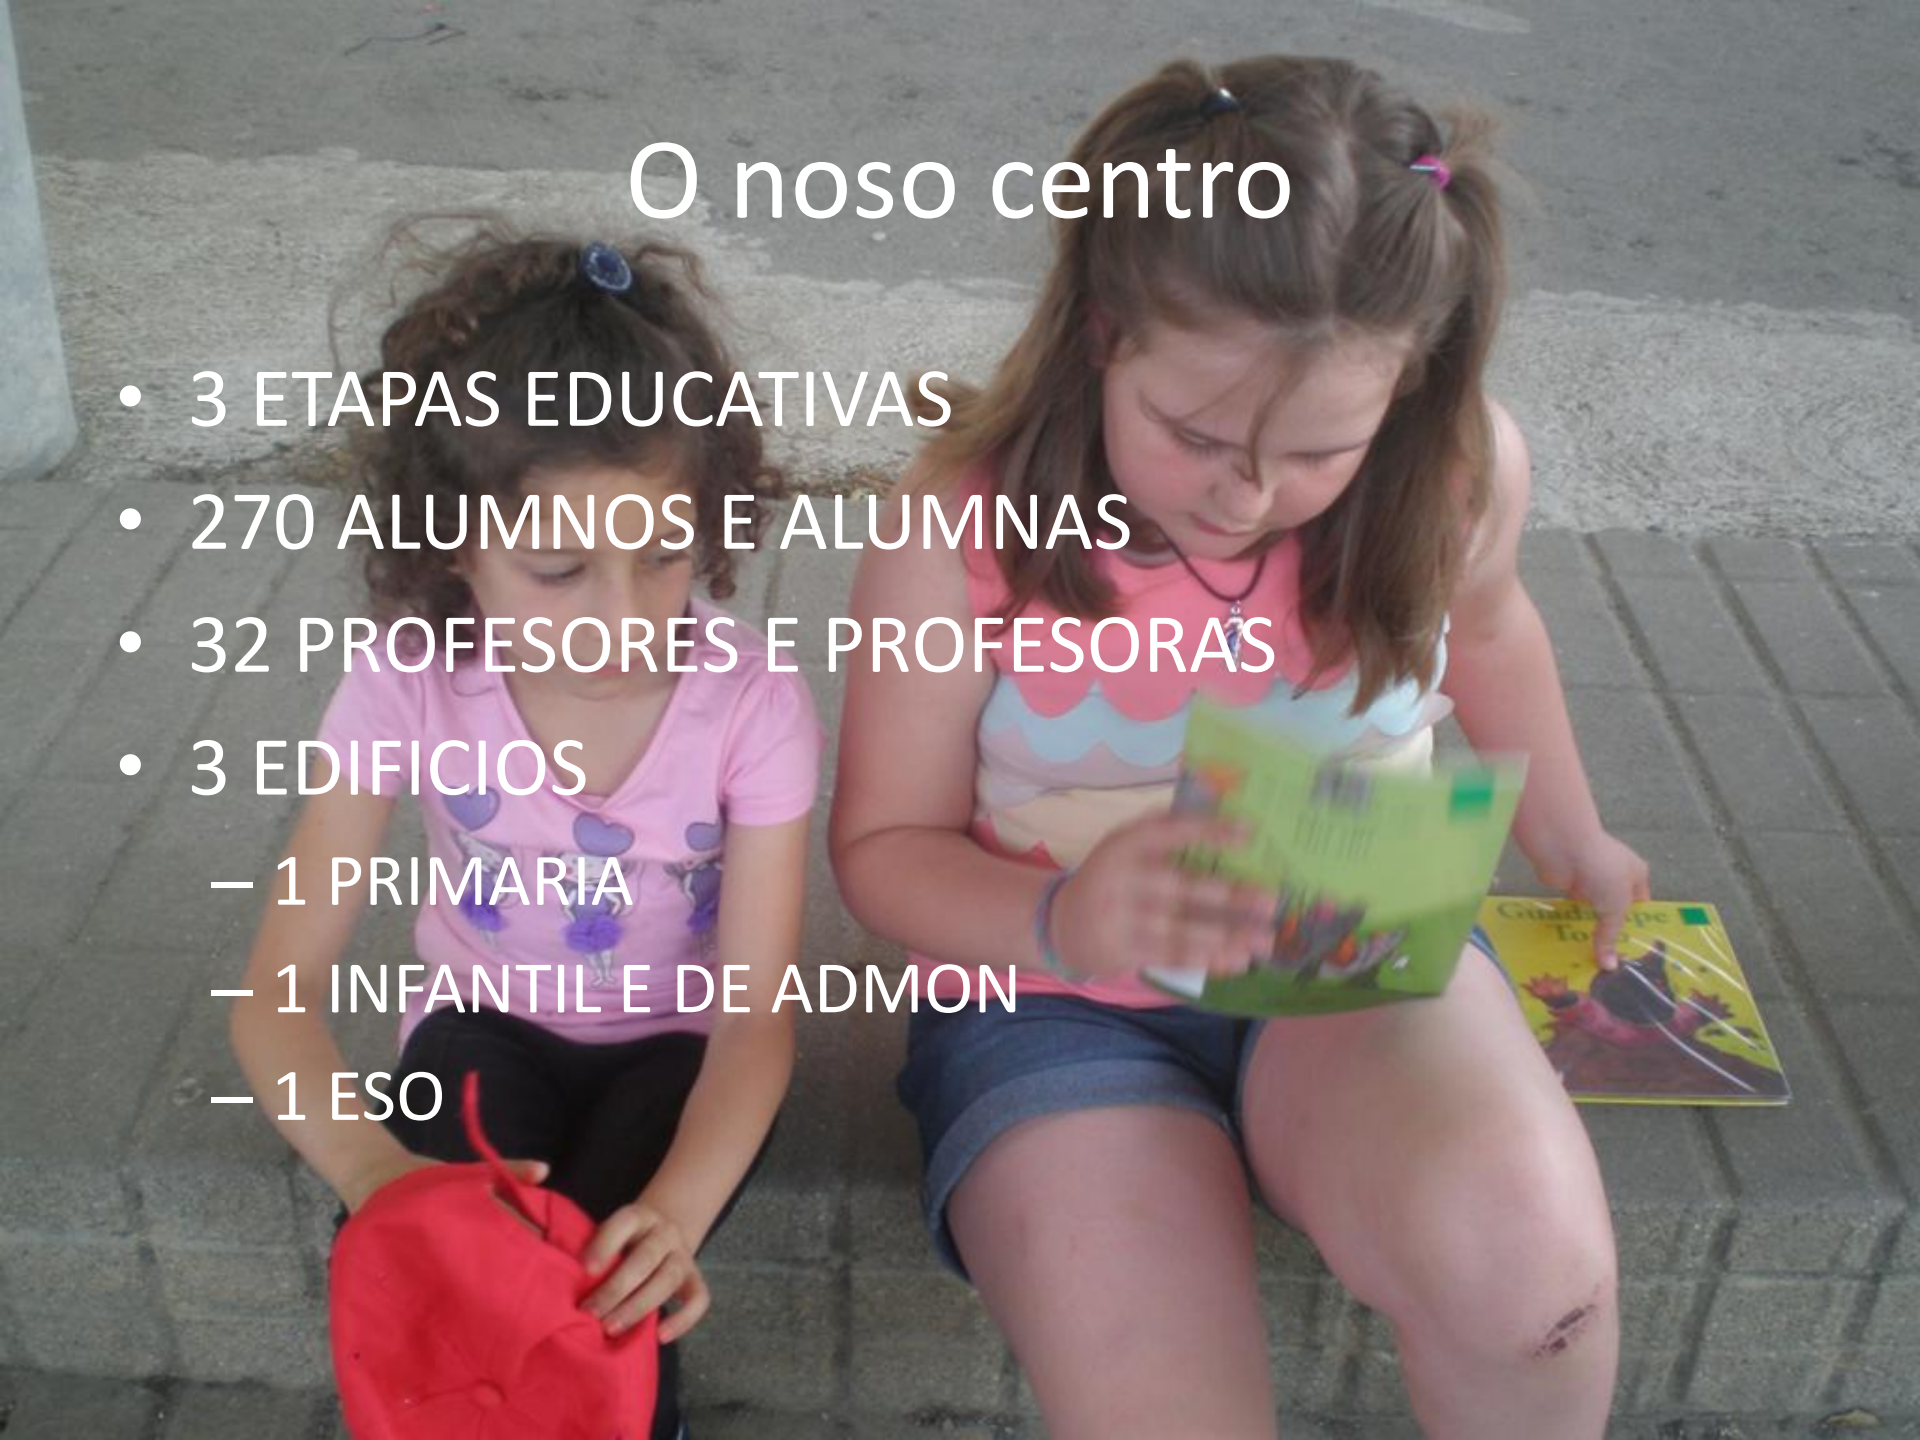 O noso centro
• 3 ETAPAS EDUCATIVAS
• 270 ALUMNOS E ALUMNAS
• 32 PROFESORES E PROFESORAS
• 3 EDIFICIOS
– 1 PRIMARIA
– 1 INFANTIL E DE ADMON
– 1 ESO